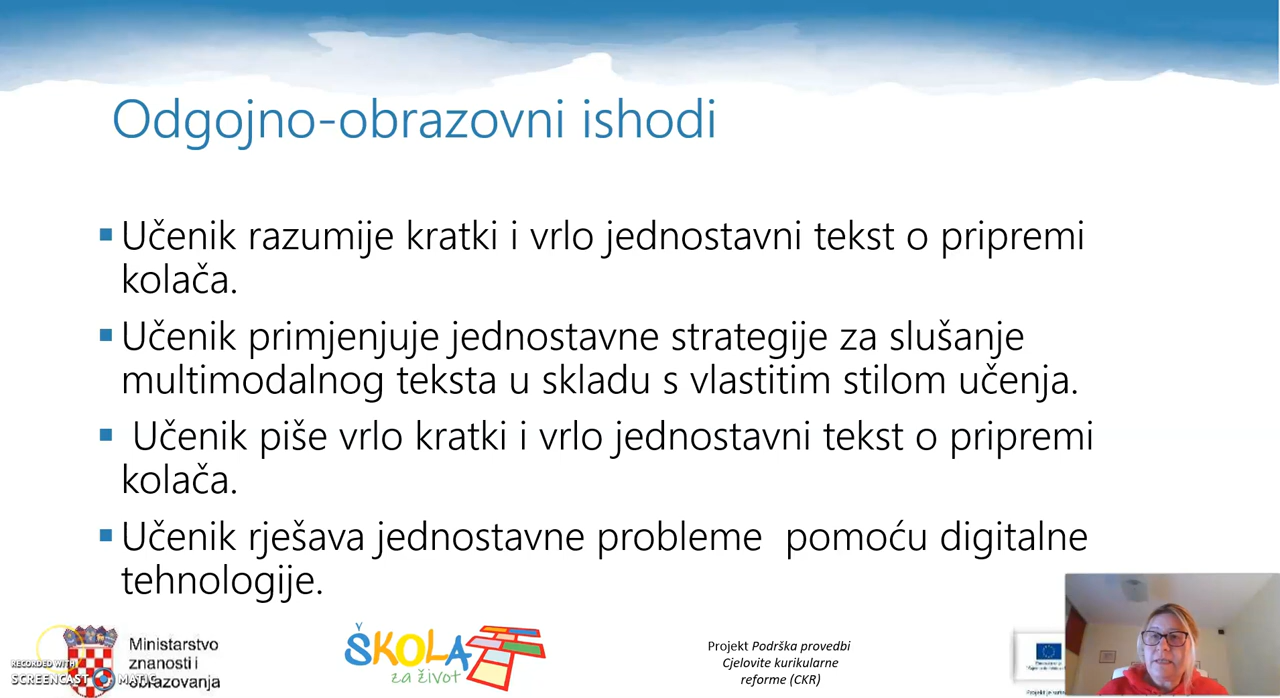 Odgojno-obrazovni ishodi
Učenik razumije kratki i vrlo jednostavni tekst o pripremi
kolača.
Učenik primjenjuje jednostavne strategije za slušanje
multimodalnog teksta u skladu s vlastitim stilom učenja.
Učenik piše vrlo kratki i vrlo jednostavni tekst o pripremi
kolača.
Učenik rješava jednostavne probleme pomoću digitalne
tehnologije.
Ministarstvo
znanosti i
obrazovanja
RECORDED WITH
SCREENCAST MATIC
ŠKOLA
za život
Projekt Podrška provedbi
Cjelovite kurikularne
reforme (CKR)